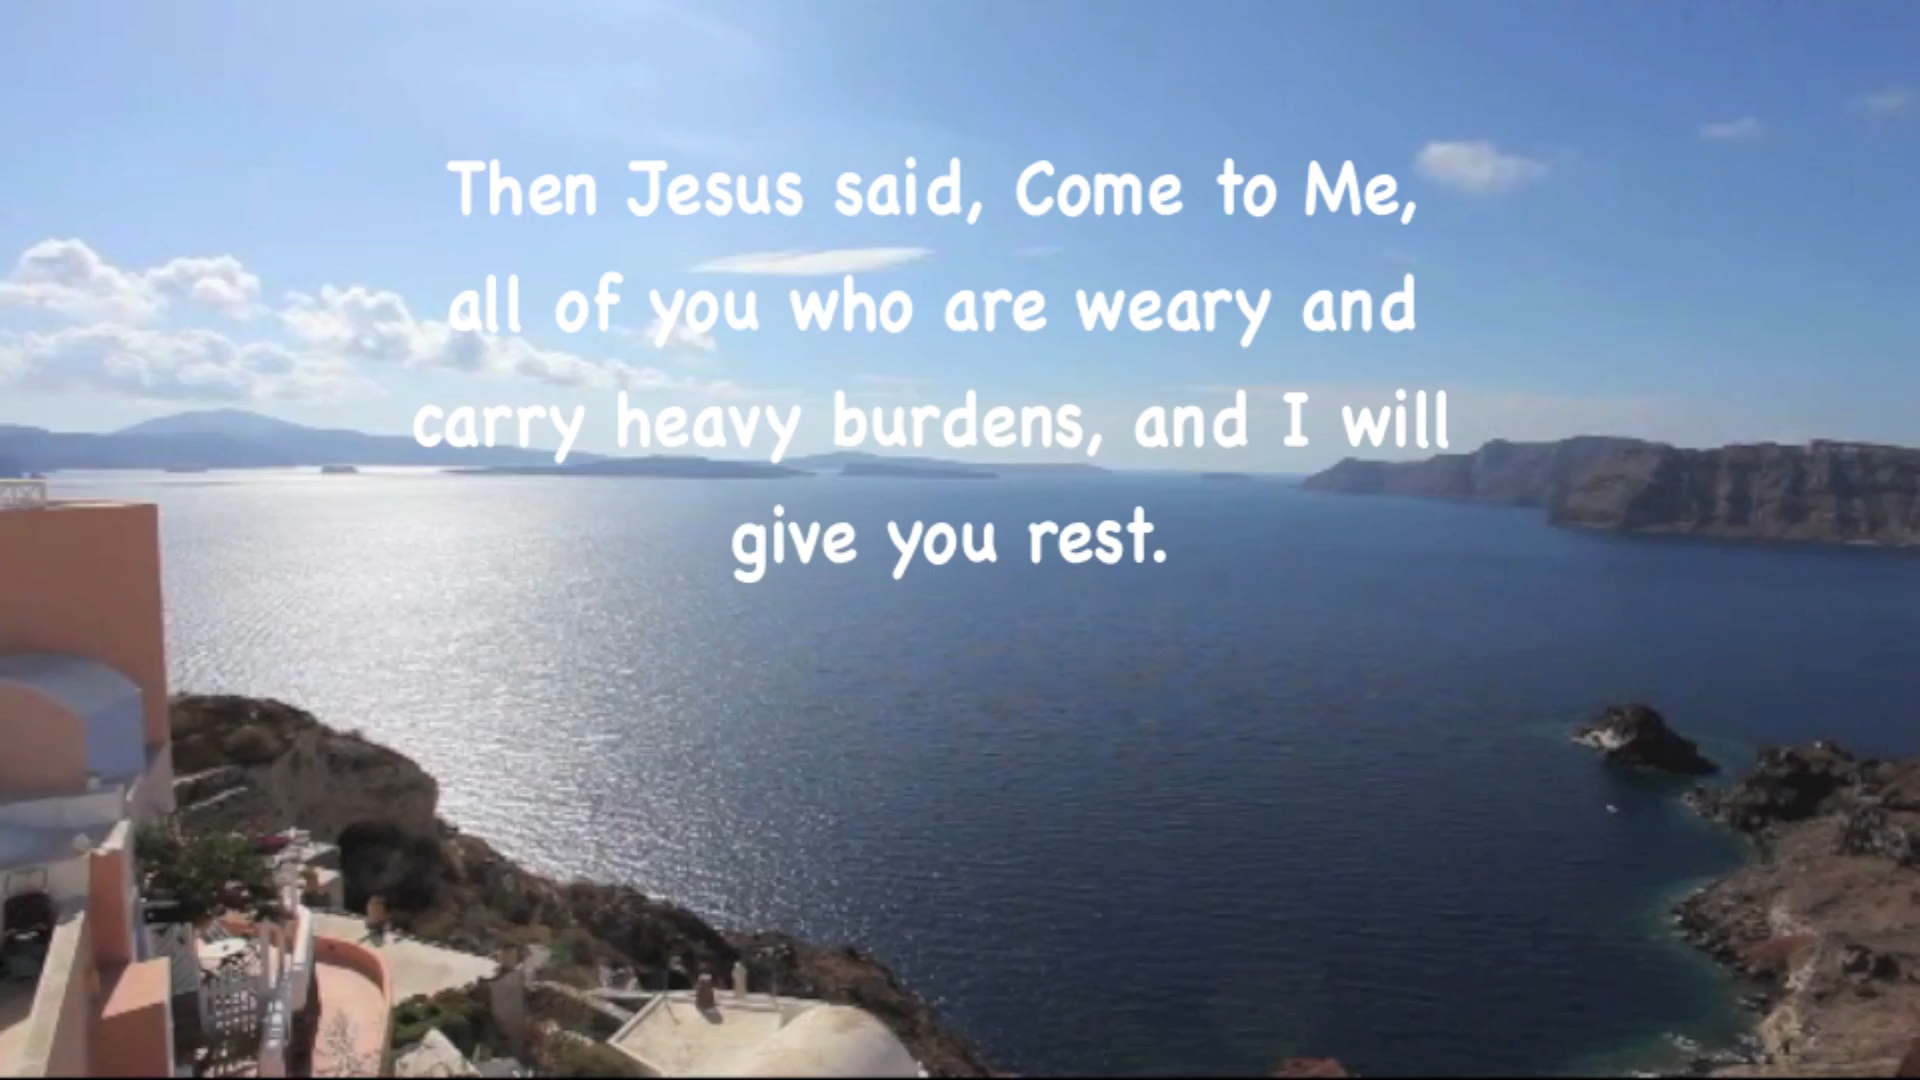 Then Jesus said, Come to Me,
all of you who are weary and
carry heavy burdens, and I will
give you rest.